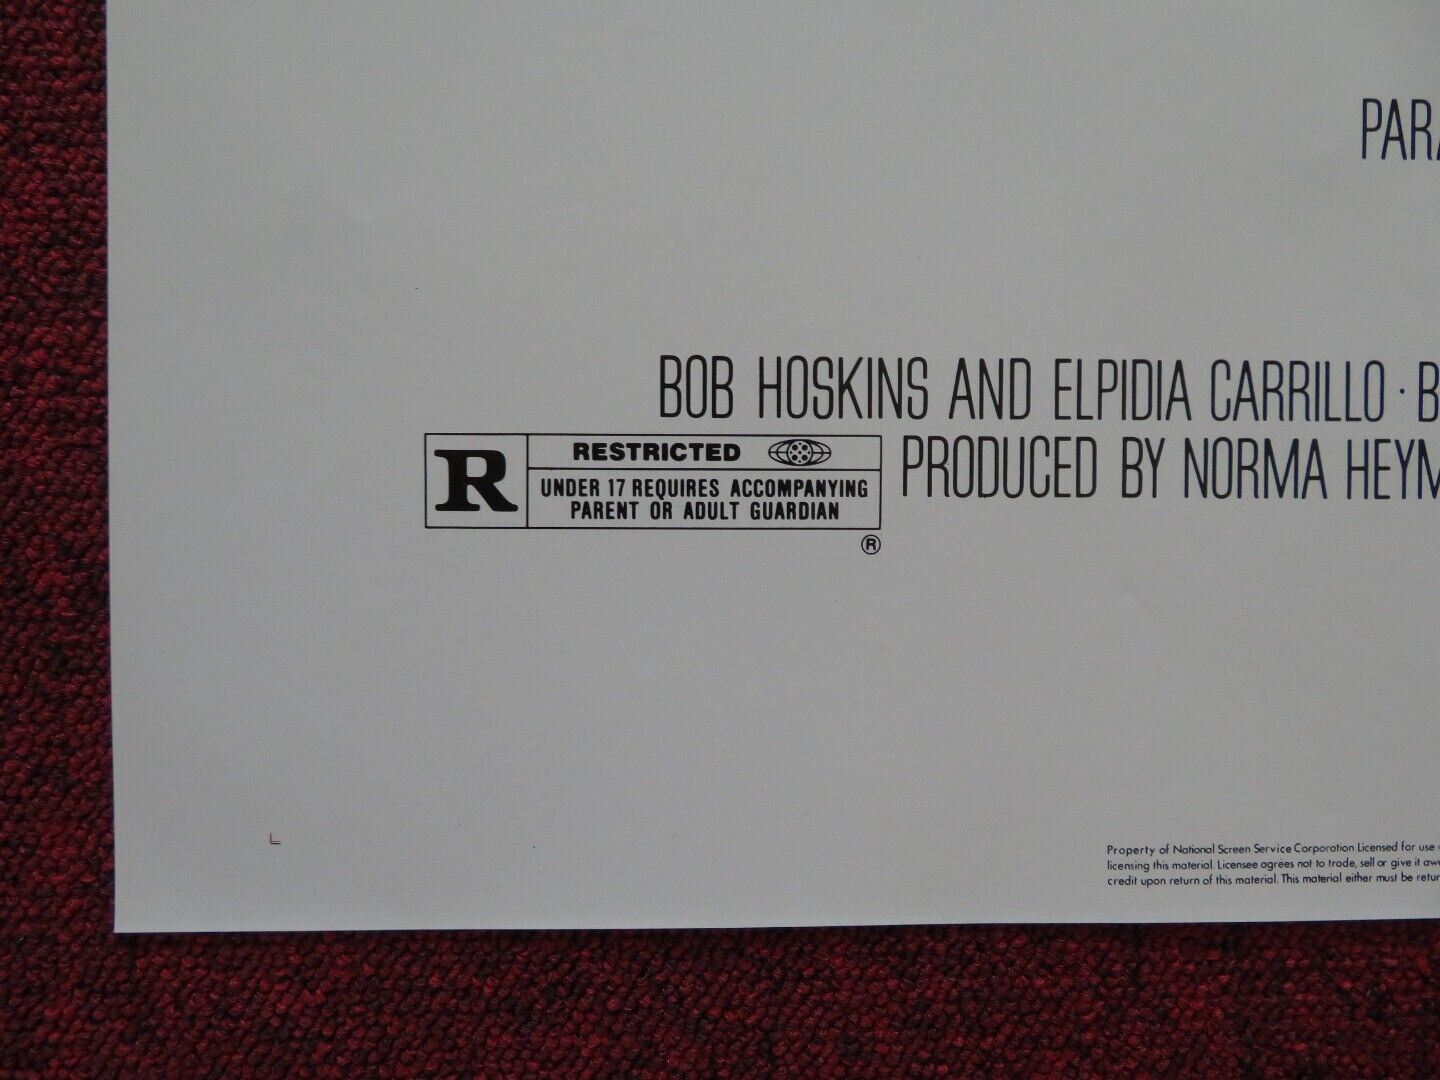 PARA
BOB HOSKINS AND ELPIDIA CARRILLO · B
R RESTRICTED
UNDER 17 REQUIRES ACCOMPANYING
PARENT OR ADULT GUARDIAN
®
PRODUCED BY NORMA HEYM
Property of National Screen Service Corporation Licensed for use
licensing this material. Licensee agrees not to trade, sell or give it awa
credit upon return of this material. This material either must be retur